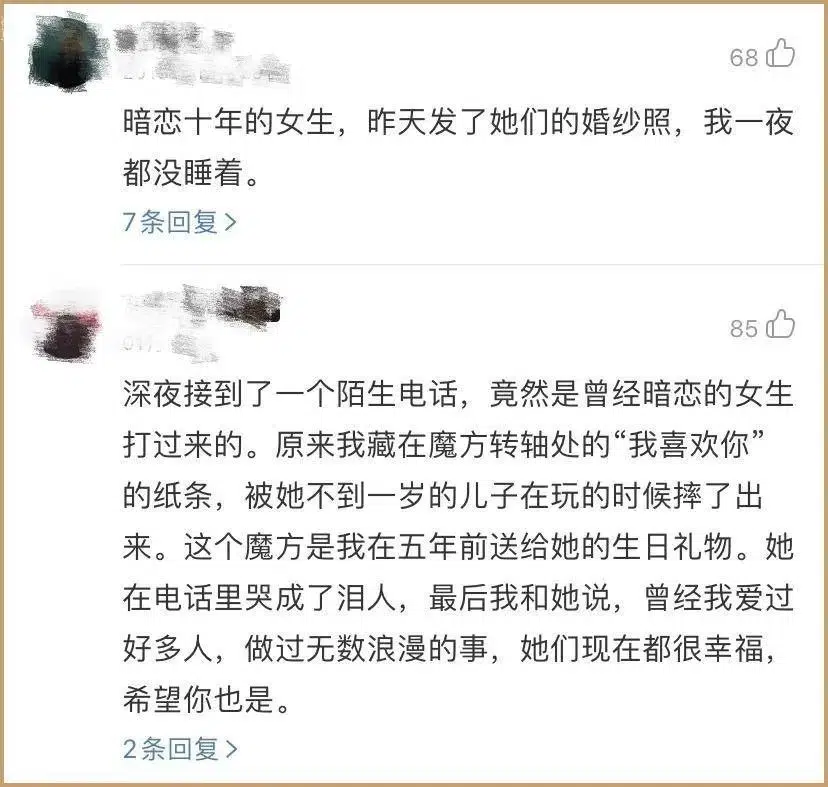 68
暗恋十年的女生，昨天发了她们的婚纱照，我一夜
都没睡着。
7条回复>
85
深夜接到了一个陌生电话，竟然是曾经暗恋的女生
打过来的。原来我藏在魔方转轴处的“我喜欢你”
的纸条，被她不到一岁的儿子在玩的时候摔了出
来。这个魔方是我在五年前送给她的生日礼物。她
在电话里哭成了泪人，最后我和她说，曾经我爱过
好多人，做过无数浪漫的事，她们现在都很幸福，
希望你也是。
2条回复>